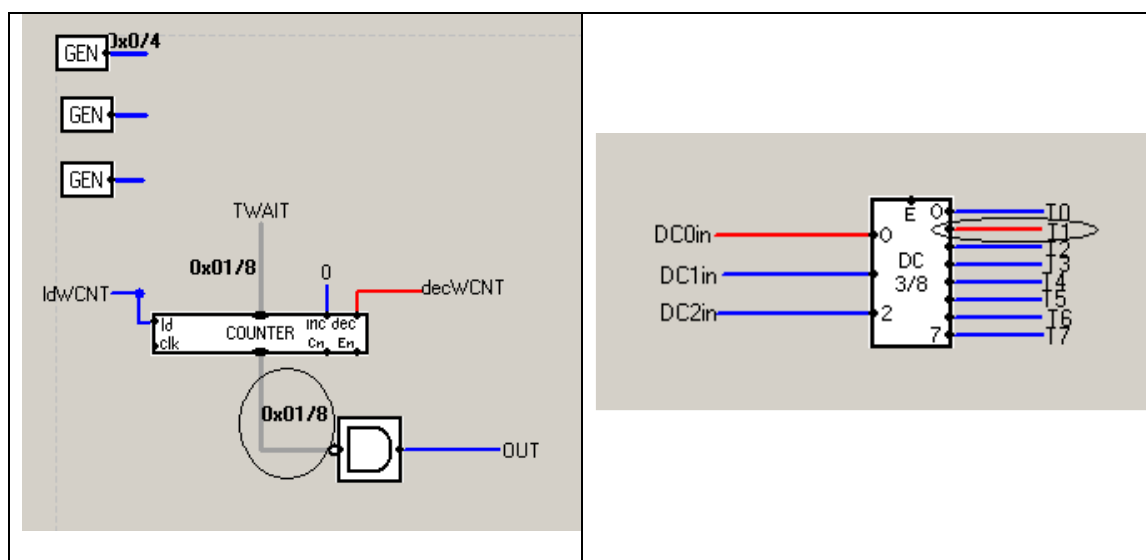 GEN 0x0/4
GEN
GEN
TWAIT
0x01/8 0
ldWCNT decWCNT
ld COUNTER inc dec
clk Cn En
0x01/8
OUT
E 0 T0
DC0in 0 T1
DC T2
DC1in 3/8 T3
T4
DC2in 2 T5
T6
7 T7